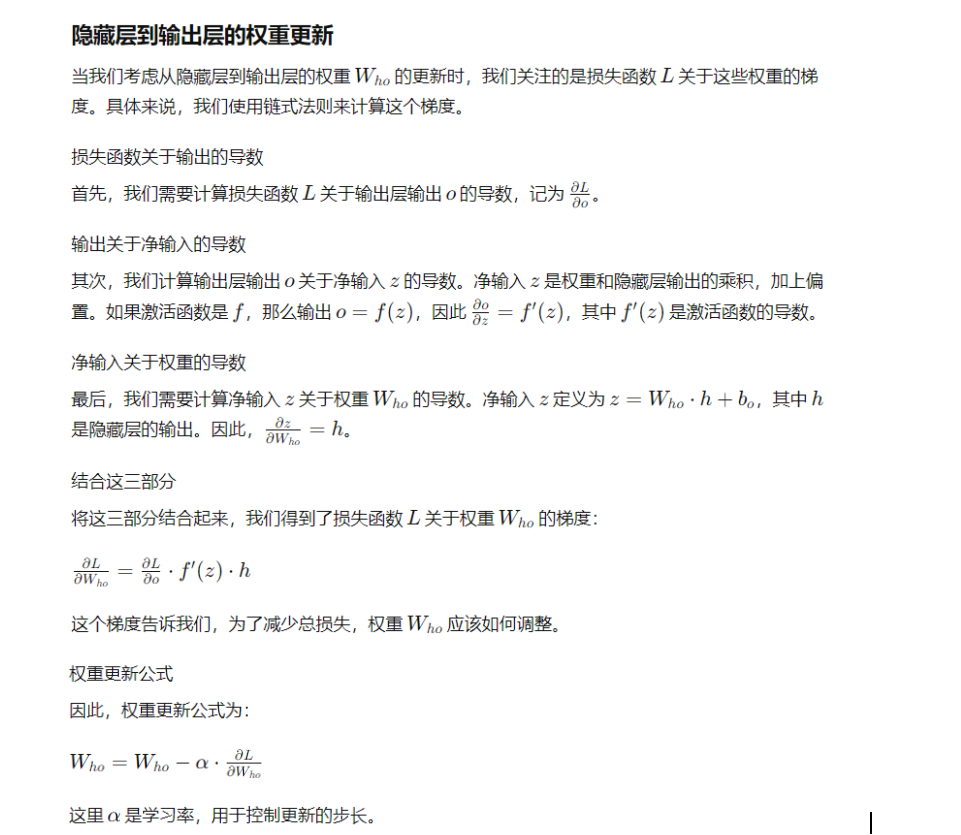 隐藏层到输出层的权重更新
当我们考虑从隐藏层到输出层的权重 $W_{ho}$ 的更新时，我们关注的是损失函数 $L$ 关于这些权重的梯
度。具体来说，我们使用链式法则来计算这个梯度。
损失函数关于输出的导数
首先，我们需要计算损失函数 $L$ 关于输出层输出 $o$ 的导数，记为 $\frac{\partial L}{\partial o}$。
输出关于净输入的导数
其次，我们计算输出层输出 $o$ 关于净输入 $z$ 的导数。净输入 $z$ 是权重和隐藏层输出的乘积，加上偏
置。如果激活函数是 $f$，那么输出 $o = f(z)$，因此 $\frac{\partial o}{\partial z} = f'(z)$，其中 $f'(z)$ 是激活函数的导数。
净输入关于权重的导数
最后，我们需要计算净输入 $z$ 关于权重 $W_{ho}$ 的导数。净输入 $z$ 定义为 $z = W_{ho} \cdot h + b_o$，其中 $h$
是隐藏层的输出。因此，$\frac{\partial z}{\partial W_{ho}} = h$。
结合这三部分
将这三部分结合起来，我们得到了损失函数 $L$ 关于权重 $W_{ho}$ 的梯度：
$\frac{\partial L}{\partial W_{ho}} = \frac{\partial L}{\partial o} \cdot f'(z) \cdot h$
这个梯度告诉我们，为了减少总损失，权重 $W_{ho}$ 应该如何调整。
权重更新公式
因此，权重更新公式为：
$W_{ho} = W_{ho} - \alpha \cdot \frac{\partial L}{\partial W_{ho}}$
这里 $\alpha$ 是学习率，用于控制更新的步长。